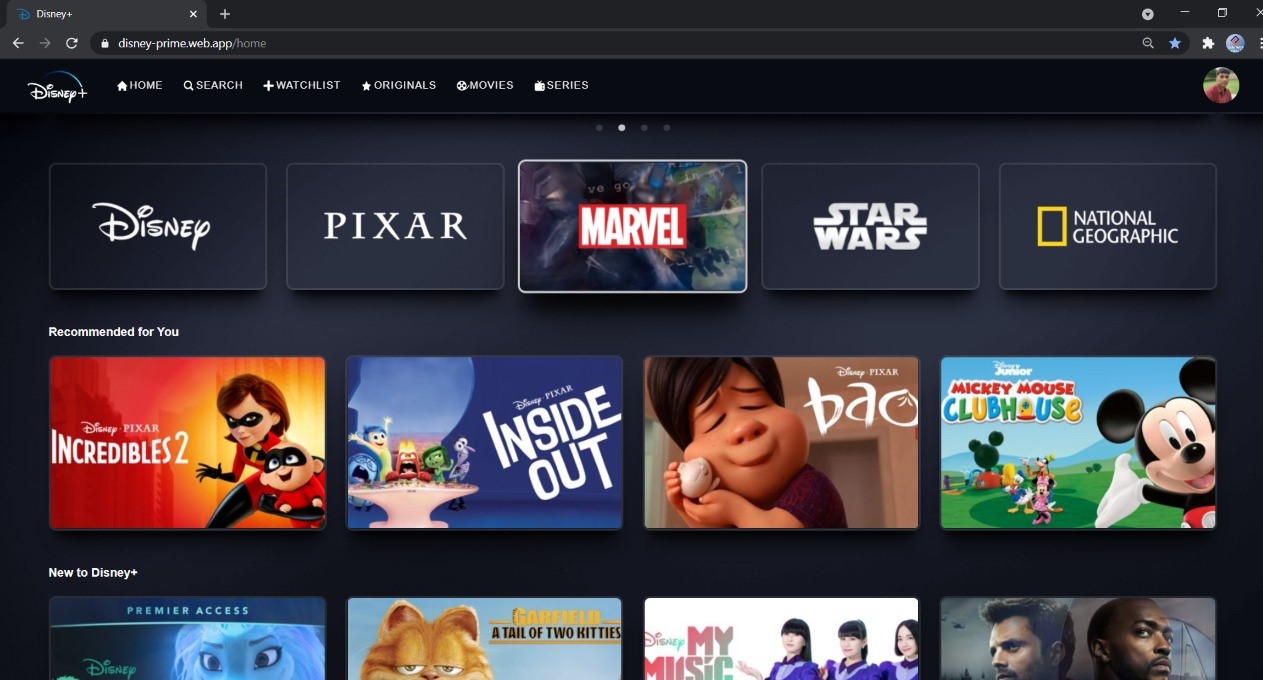 Disney+
disney-prime.web.app/home
Disney+
HOME
SEARCH
WATCHLIST
ORIGINALS
MOVIES
SERIES
Disney
PIXAR
ve go
MARVEL
STAR
WARS
NATIONAL
GEOGRAPHIC
Recommended for You
Disney · PIXAR
INCREDIBLES 2
Disney · PIXAR
INSIDE
OUT
Disney · PIXAR
bao
Disney
Junior
MICKEY MOUSE
CLUBHOUSE
New to Disney+
PREMIER ACCESS
Disney
GARFIELD
A TAIL OF TWO KITTIES
Disney MY
MUSIC